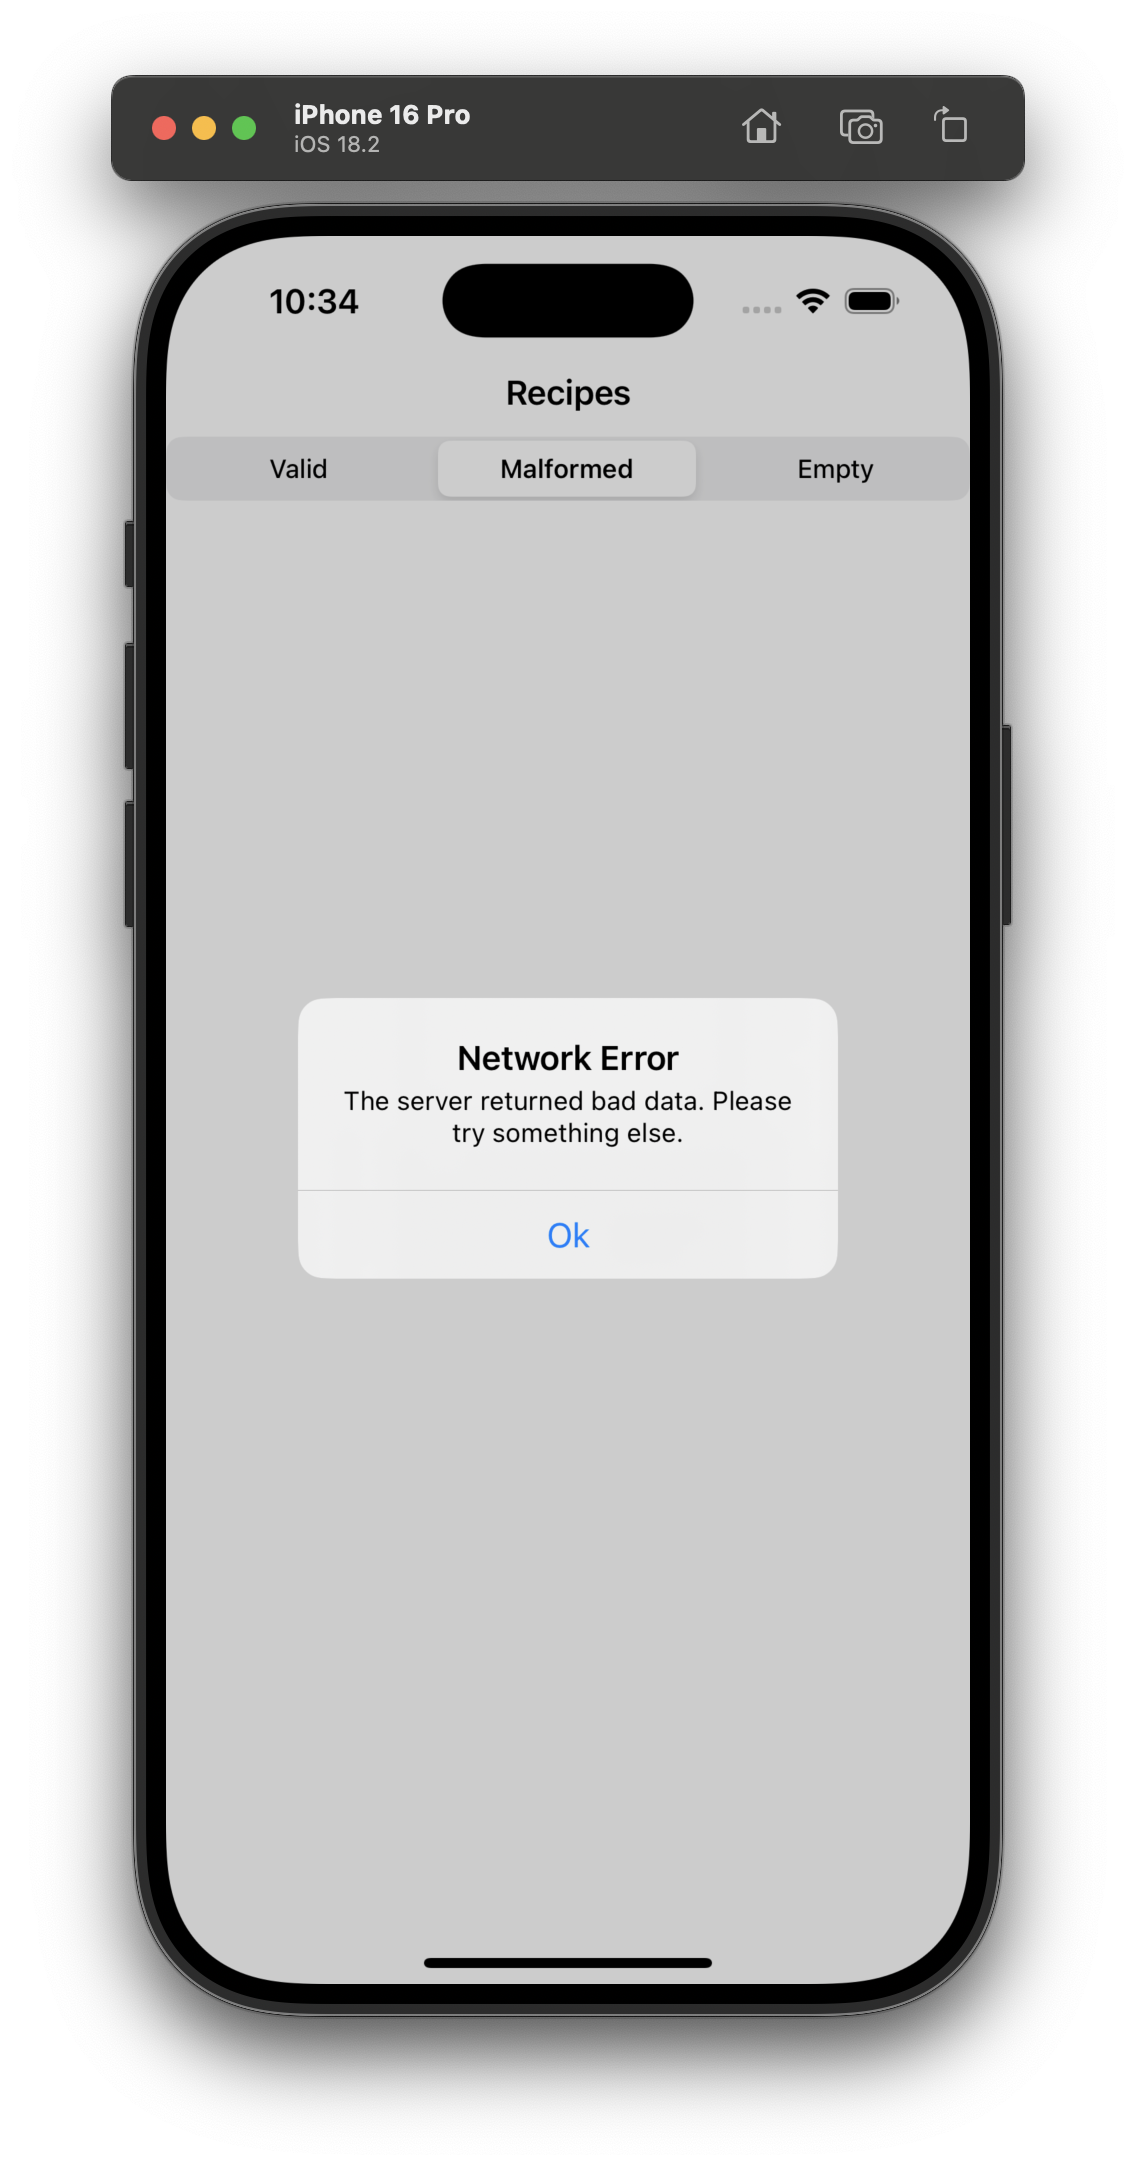 iPhone 16 Pro
iOS 18.2
10:34
Recipes
Valid Malformed Empty
Network Error
The server returned bad data. Please
try something else.
Ok